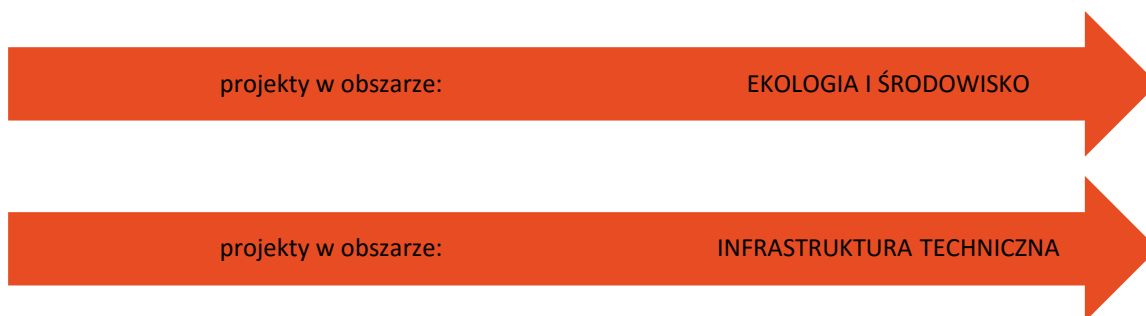 projekty w obszarze: EKOLOGIA I ŚRODOWISKO
projekty w obszarze: INFRASTRUKTURA TECHNICZNA